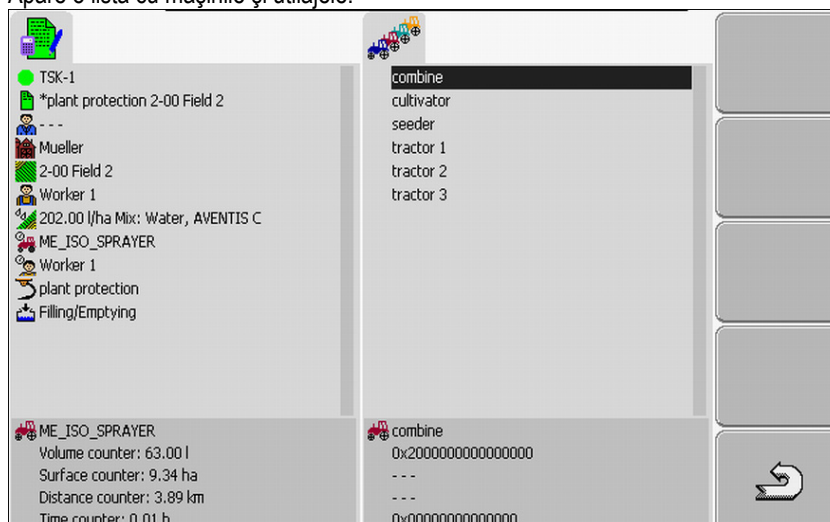 Apare o listă cu maşinile şi utilajele.
TSK-1
*plant protection 2-00 Field 2
---
Mueller
2-00 Field 2
Worker 1
202.00 l/ha Mix: Water, AVENTIS C
ME_ISO_SPRAYER
Worker 1
plant protection
Filling/Emptying
ME_ISO_SPRAYER
Volume counter: 63.00 l
Surface counter: 9.34 ha
Distance counter: 3.89 km
Time counter: 0.01 h
combine
cultivator
seeder
tractor 1
tractor 2
tractor 3
combine
0x2000000000000000
---
---
0x00000000000000